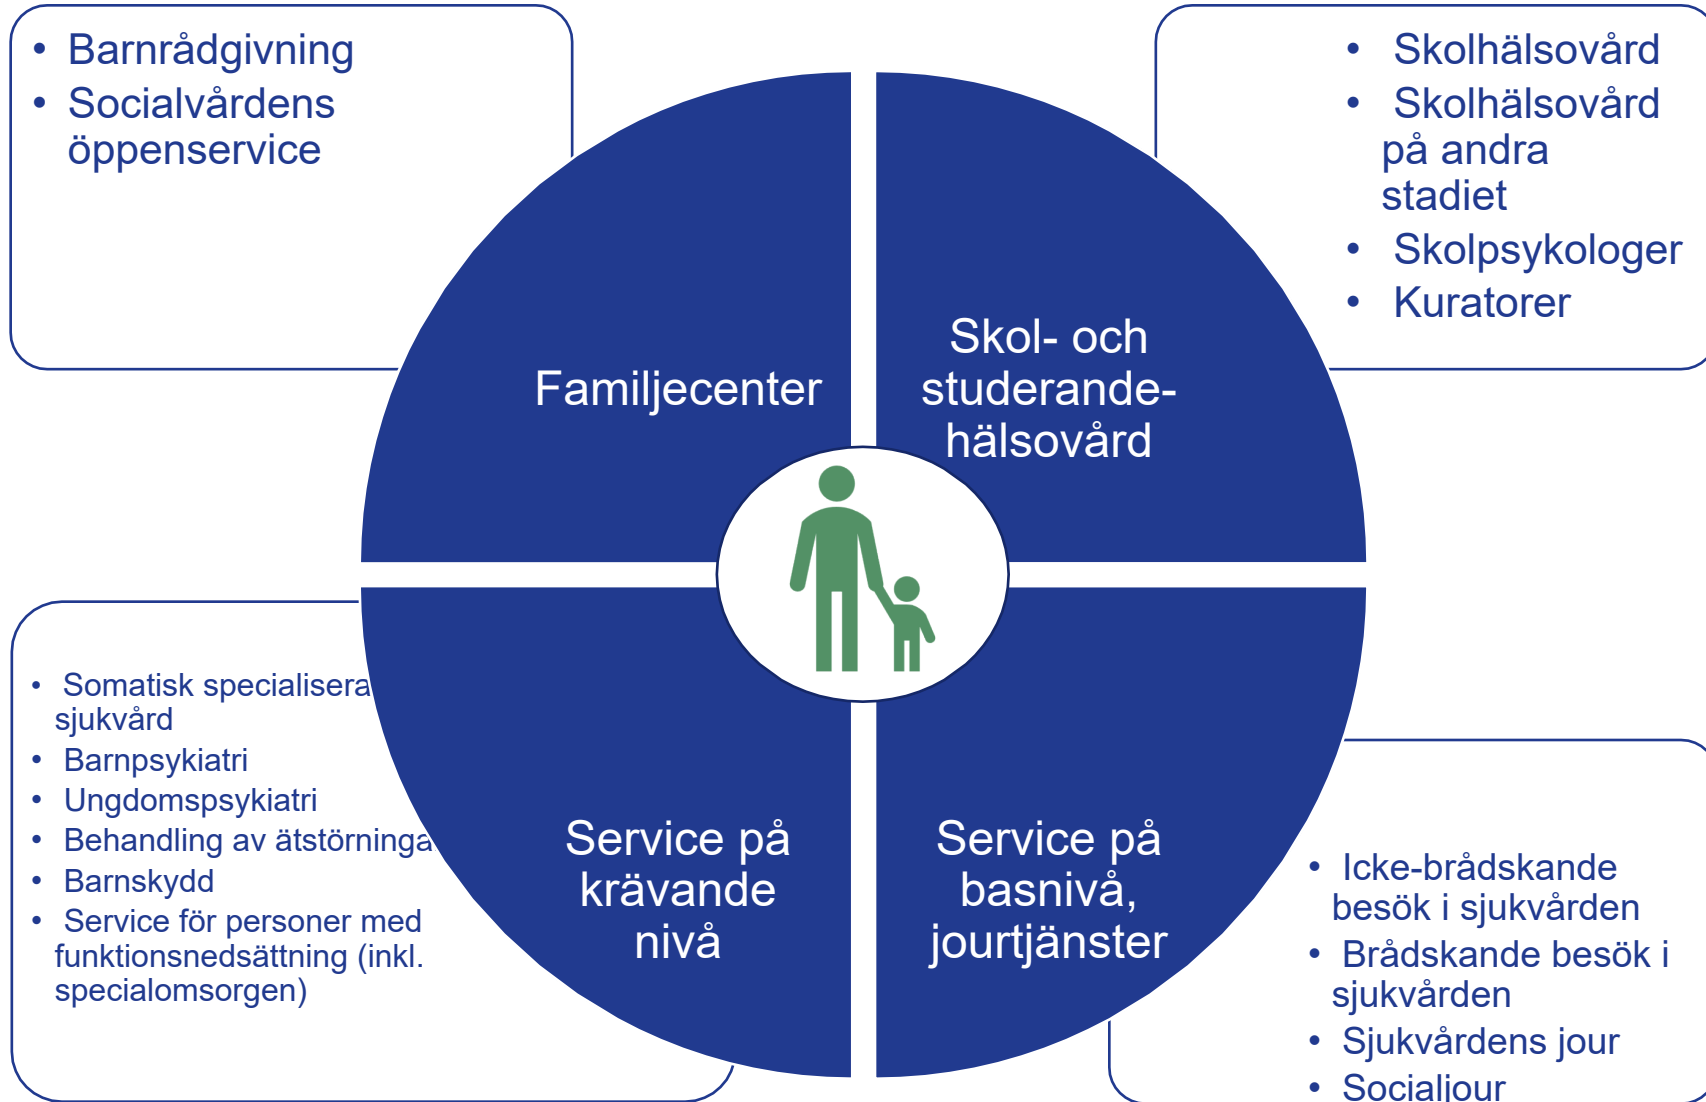 • Barnrådgivning
• Socialvårdens
öppenservice
• Skolhälsovård
• Skolhälsovård
på andra
stadiet
• Skolpsykologer
• Kuratorer
Familjecenter
Skol- och
studerande-
hälsovård
• Somatisk specialisera
sjukvård
• Barnpsykiatri
• Ungdomspsykiatri
• Behandling av ätstörninga
• Barnskydd
• Service för personer med
funktionsnedsättning (inkl.
specialomsorgen)
Service på
krävande
nivå
Service på
basnivå,
jourtjänster
• Icke-brådskande
besök i sjukvården
• Brådskande besök i
sjukvården
• Sjukvårdens jour
• Socialjour